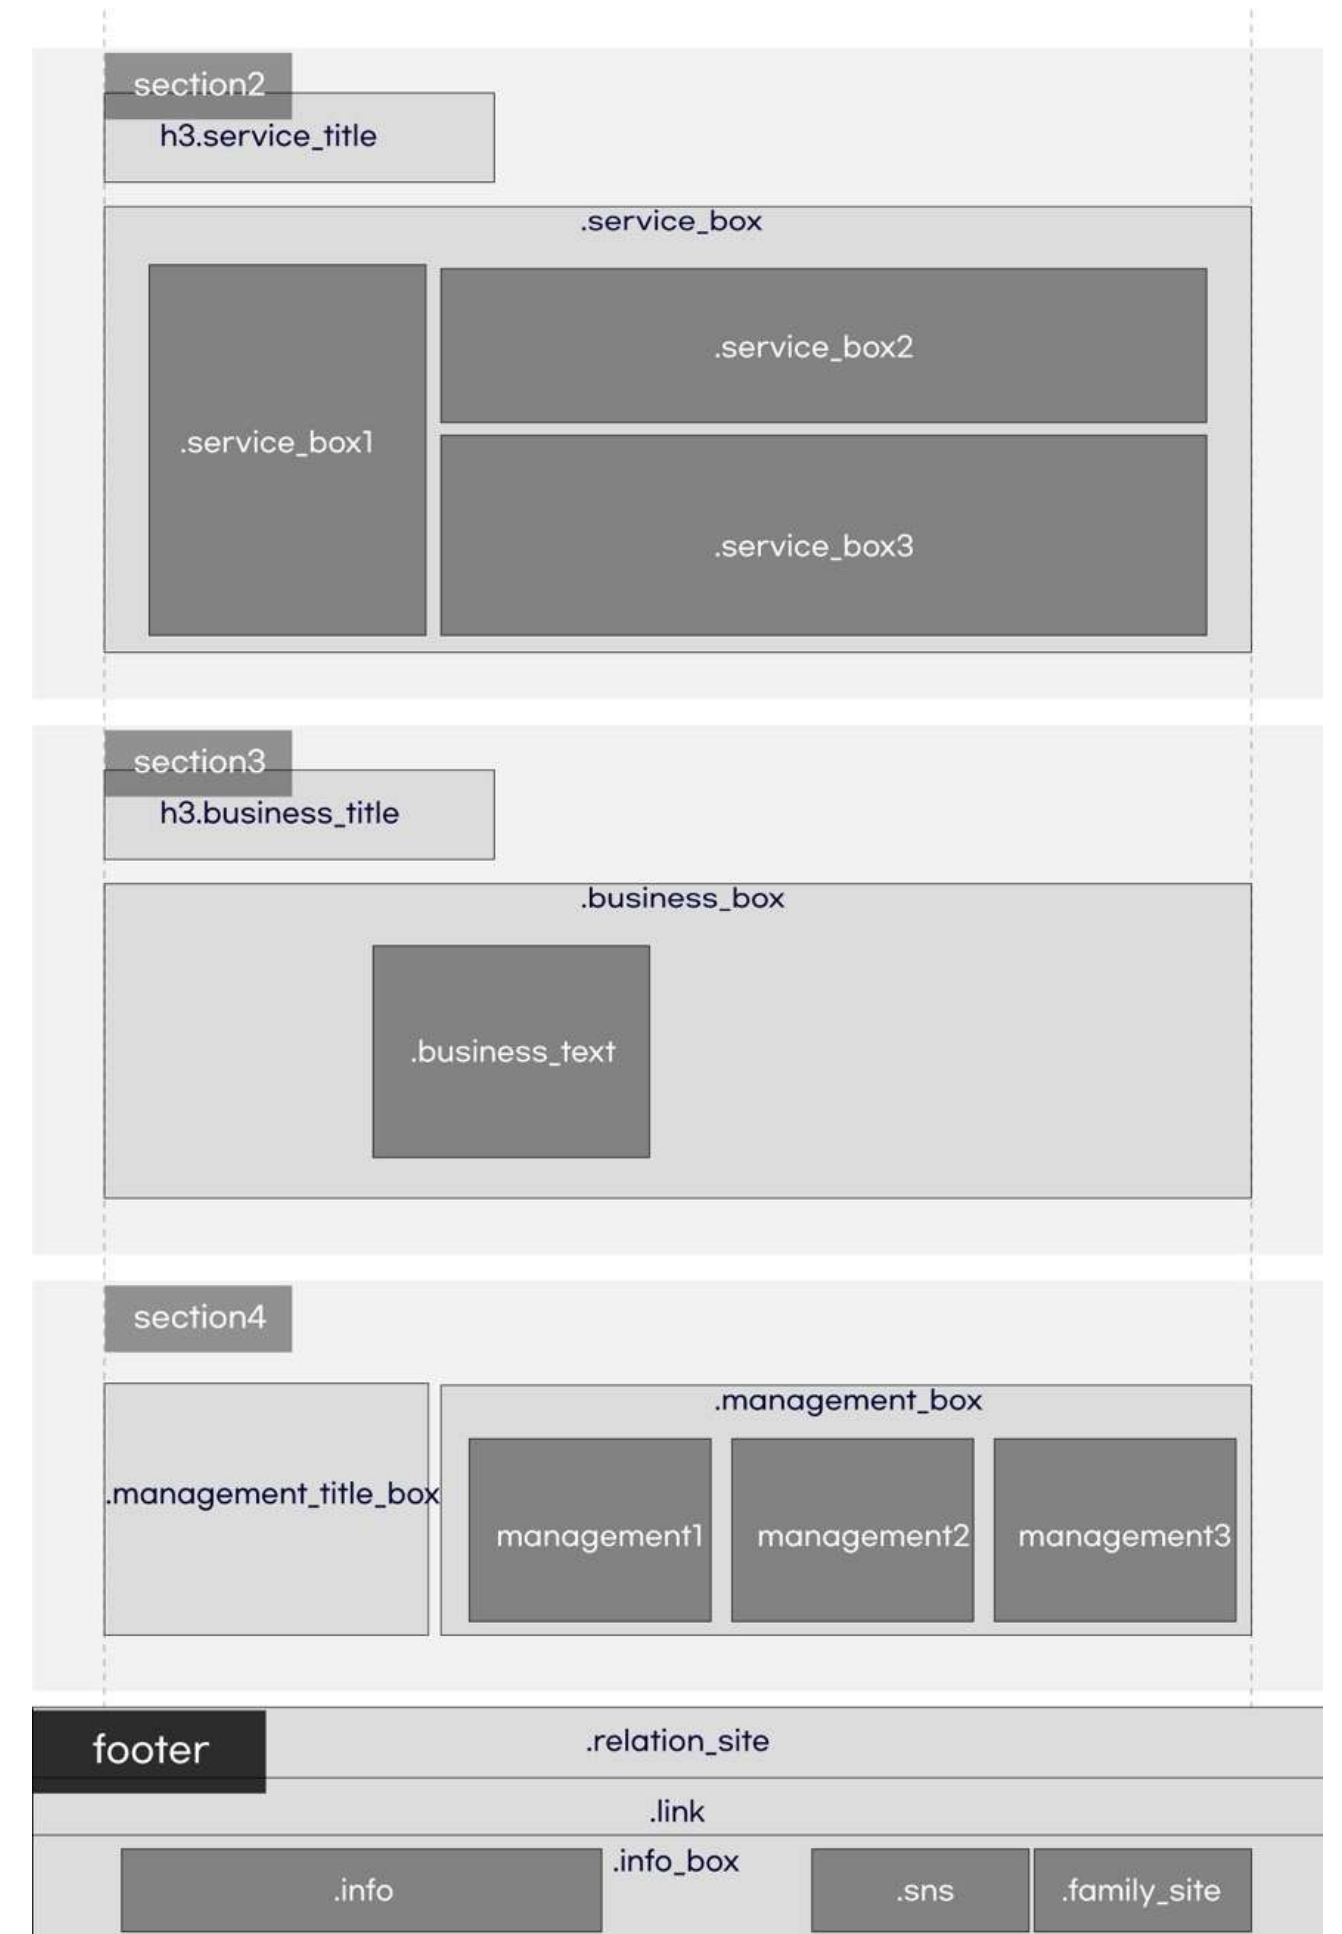 section2
h3.service_title
.service_box
.service_box1
.service_box2
.service_box3
section3
h3.business_title
.business_box
.business_text
section4
.management_title_box
.management_box
management1
management2
management3
footer
.relation_site
.link
.info_box
.info
.sns
.family_site